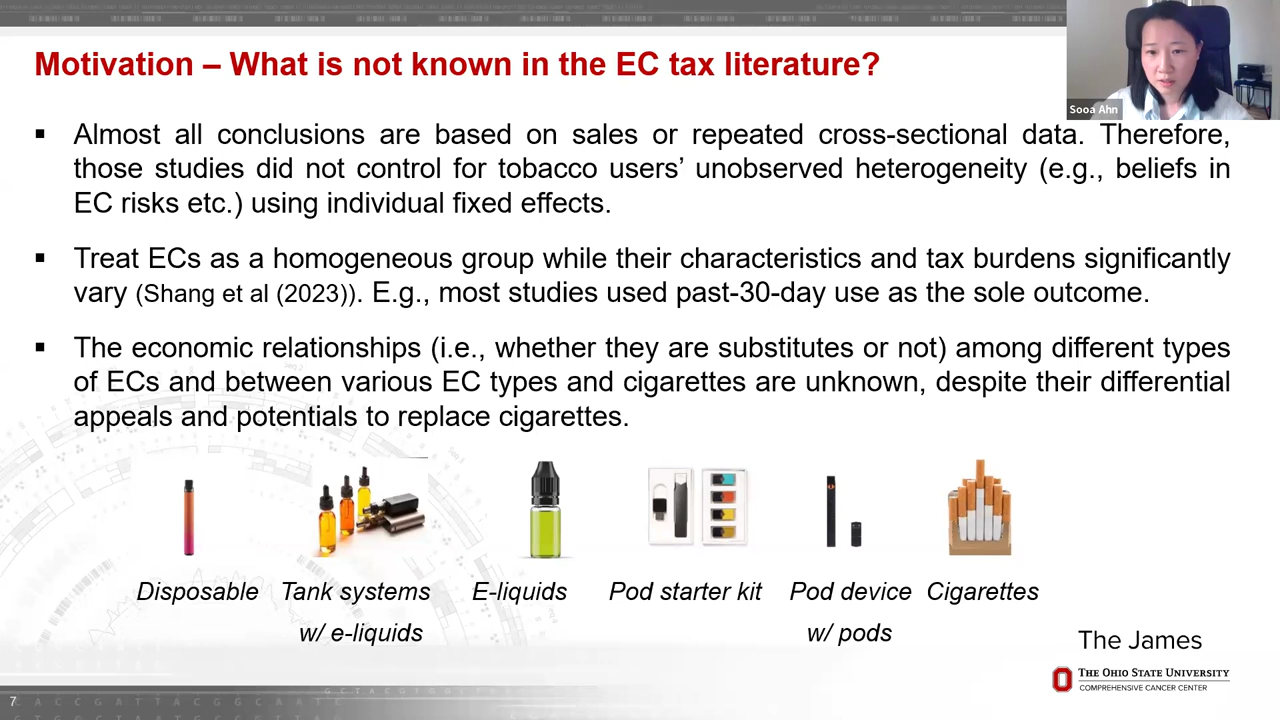 Motivation – What is not known in the EC tax literature?
Sooa Ahn
▪ Almost all conclusions are based on sales or repeated cross-sectional data. Therefore,
those studies did not control for tobacco users’ unobserved heterogeneity (e.g., beliefs in
EC risks etc.) using individual fixed effects.
▪ Treat ECs as a homogeneous group while their characteristics and tax burdens significantly
vary (Shang et al (2023)). E.g., most studies used past-30-day use as the sole outcome.
▪ The economic relationships (i.e., whether they are substitutes or not) among different types
of ECs and between various EC types and cigarettes are unknown, despite their differential
appeals and potentials to replace cigarettes.
Disposable
Tank systems
w/ e-liquids
E-liquids
Pod starter kit
Pod device
w/ pods
Cigarettes
The James
THE OHIO STATE UNIVERSITY
COMPREHENSIVE CANCER CENTER
7